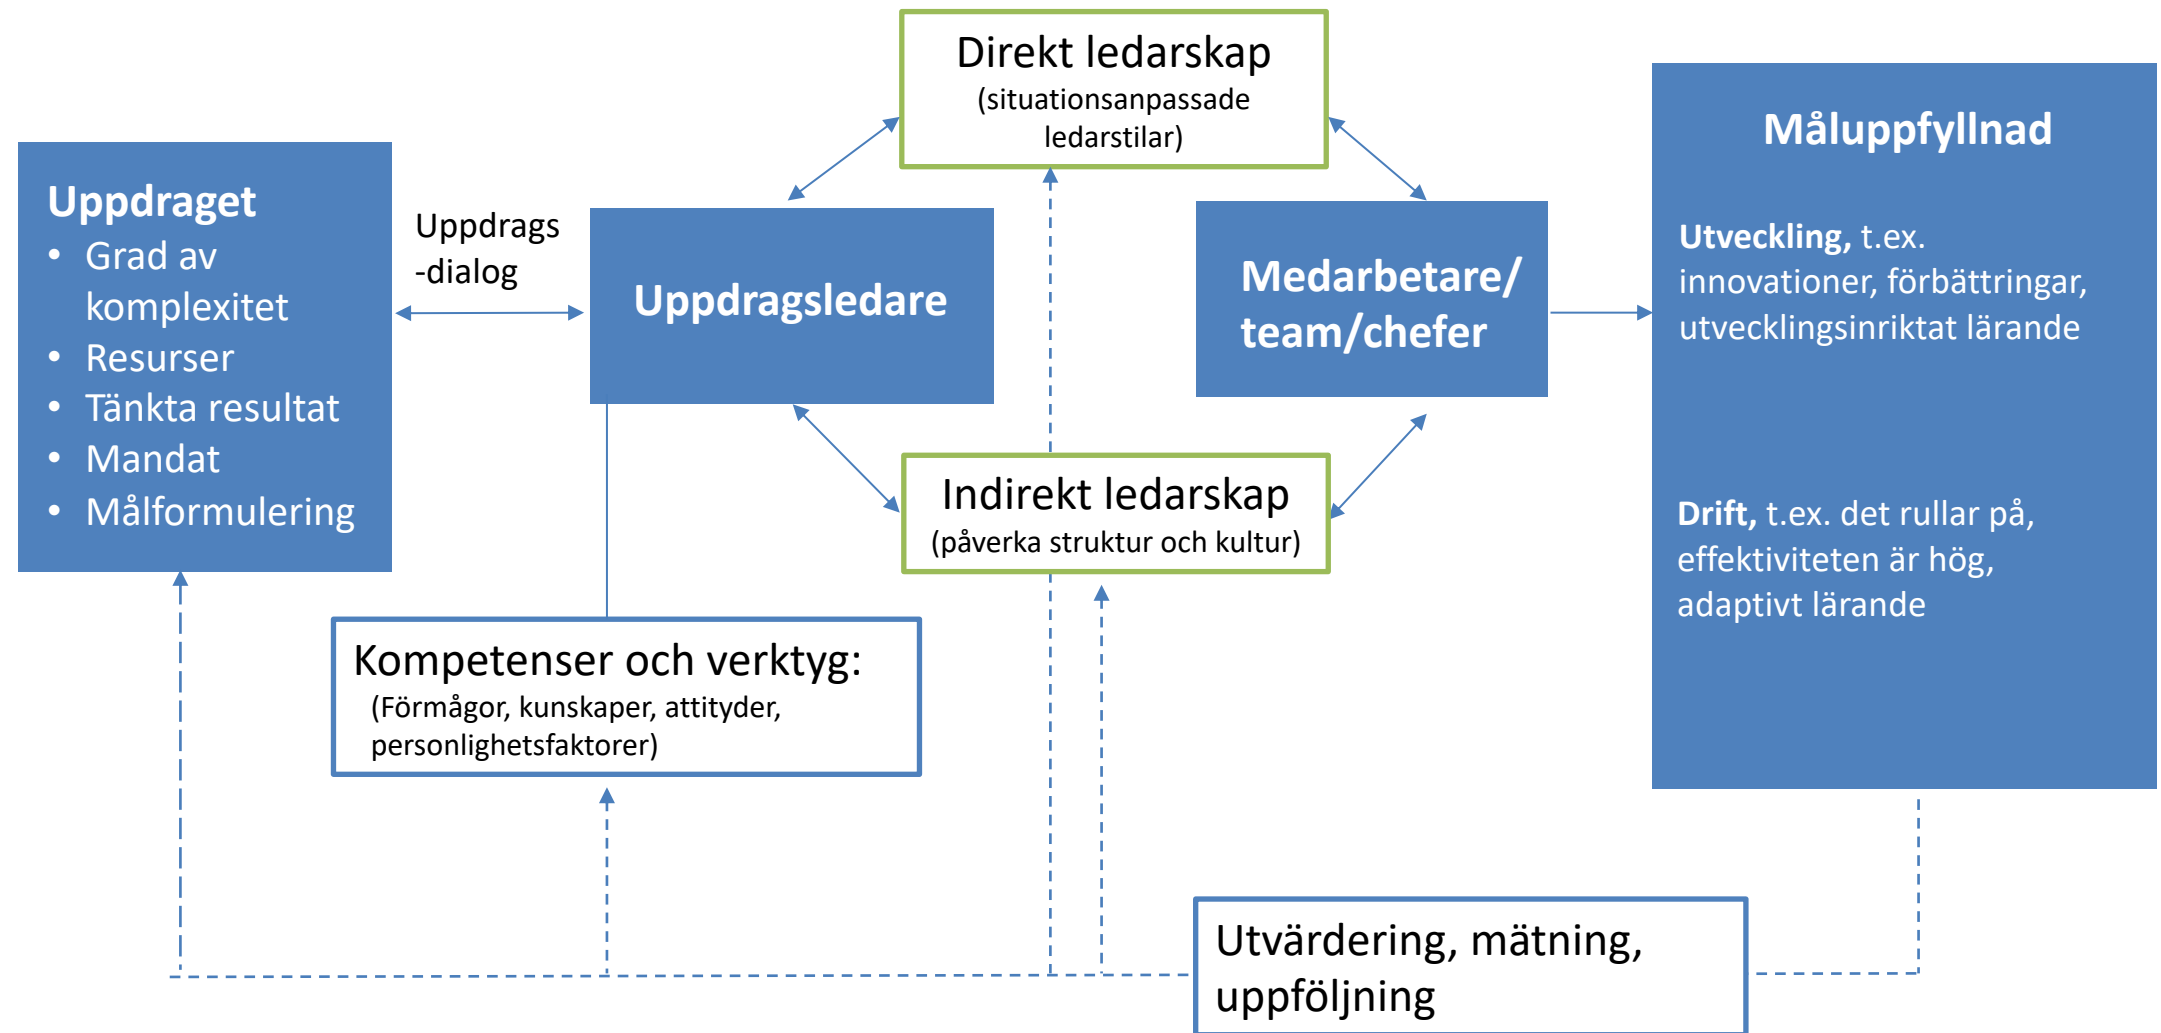 Direkt ledarskap
(situationsanpassade
ledarstilar)
Uppdraget
• Grad av
komplexitet
• Resurser
• Tänkta resultat
• Mandat
• Målformulering
Uppdrags
-dialog
Uppdragsledare
Medarbetare/
team/chefer
Måluppfyllnad
Utveckling, t.ex.
innovationer, förbättringar,
utvecklingsinriktat lärande
Drift, t.ex. det rullar på,
effektiviteten är hög,
adaptivt lärande
Indirekt ledarskap
(påverka struktur och kultur)
Kompetenser och verktyg:
(Förmågor, kunskaper, attityder,
personlighetsfaktorer)
Utvärdering, mätning,
uppföljning